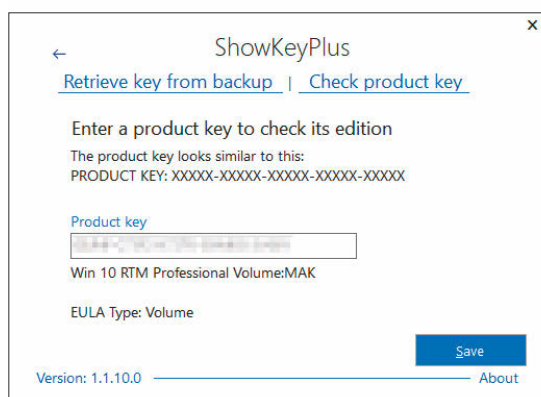 x
← ShowKeyPlus
Retrieve key from backup | Check product key
Enter a product key to check its edition
The product key looks similar to this:
PRODUCT KEY: XXXXX-XXXXX-XXXXX-XXXXX-XXXXX
Product key
Win 10 RTM Professional Volume:MAK
EULA Type: Volume
Save
Version: 1.1.10.0 About